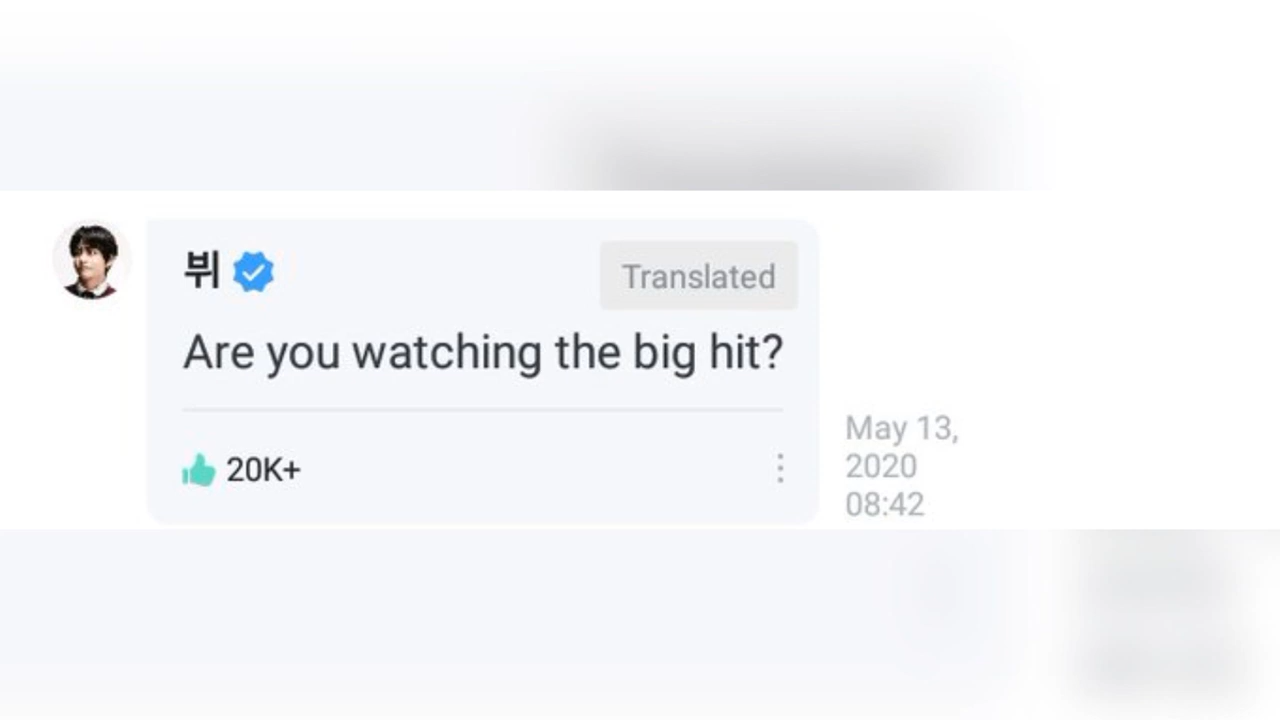 뷔
Translated
Are you watching the big hit?
20K+
May 13,
2020
08:42